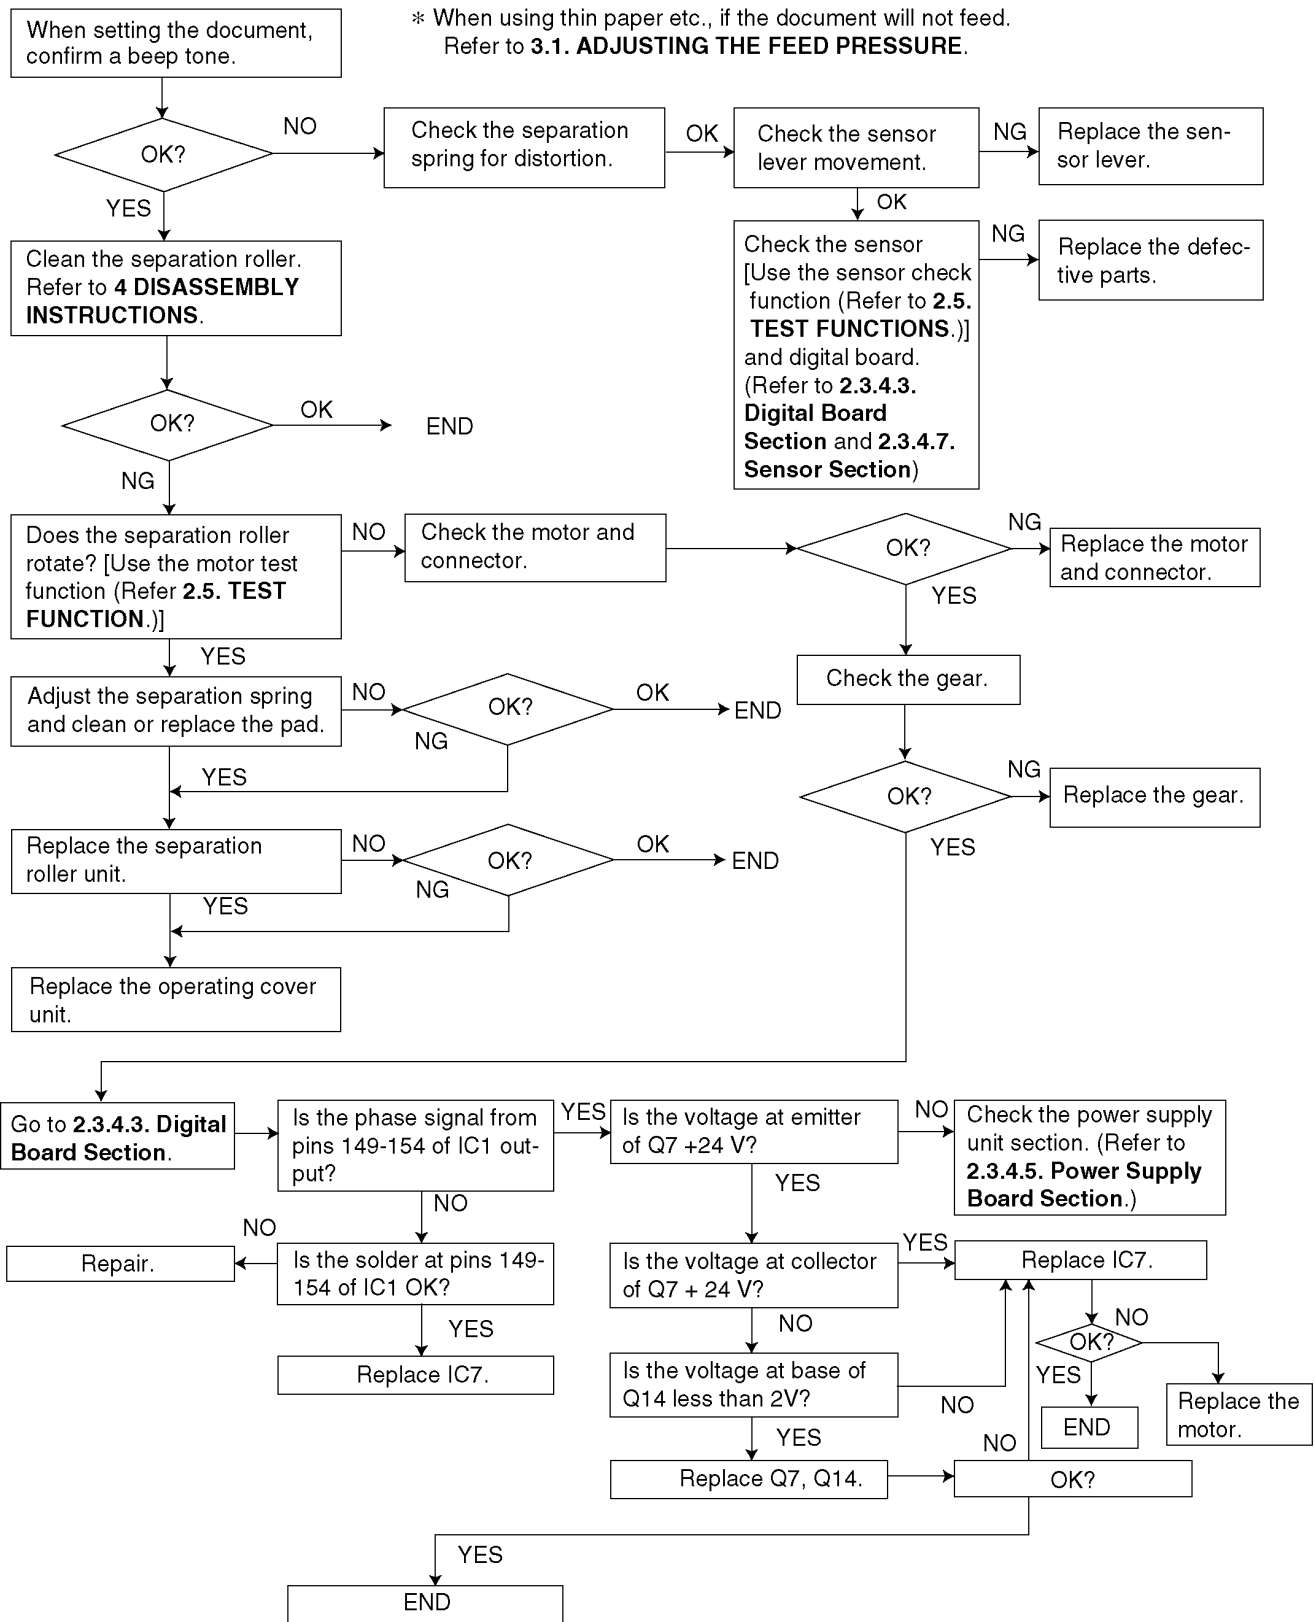 When setting the document,
confirm a beep tone.
∗ When using thin paper etc., if the document will not feed.
Refer to 3.1. ADJUSTING THE FEED PRESSURE.
OK?
NO
Check the separation
spring for distortion.
OK
Check the sensor
lever movement.
NG
Replace the sen-
sor lever.
YES
OK
Clean the separation roller.
Refer to 4 DISASSEMBLY
INSTRUCTIONS.
Check the sensor
[Use the sensor check
function (Refer to 2.5.
TEST FUNCTIONS.)]
and digital board.
(Refer to 2.3.4.3.
Digital Board
Section and 2.3.4.7.
Sensor Section)
NG
Replace the defec-
tive parts.
OK?
OK
END
NG
Does the separation roller
rotate? [Use the motor test
function (Refer 2.5. TEST
FUNCTION.)]
NO
Check the motor and
connector.
OK?
NG
Replace the motor
and connector.
YES
YES
Check the gear.
Adjust the separation spring
and clean or replace the pad.
NO
OK?
OK
END
NG
YES
OK?
NG
Replace the gear.
YES
Replace the separation
roller unit.
NO
OK?
OK
END
NG
YES
Replace the operating cover
unit.
Go to 2.3.4.3. Digital
Board Section.
Is the phase signal from
pins 149-154 of IC1 out-
put?
YES
Is the voltage at emitter
of Q7 +24 V?
NO
Check the power supply
unit section. (Refer to
2.3.4.5. Power Supply
Board Section.)
NO
YES
NO
Repair.
Is the solder at pins 149-
154 of IC1 OK?
Is the voltage at collector
of Q7 + 24 V?
YES
Replace IC7.
YES
NO
NO
OK?
YES
Replace IC7.
Is the voltage at base of
Q14 less than 2V?
NO
END
Replace the
motor.
YES
NO
Replace Q7, Q14.
OK?
YES
END